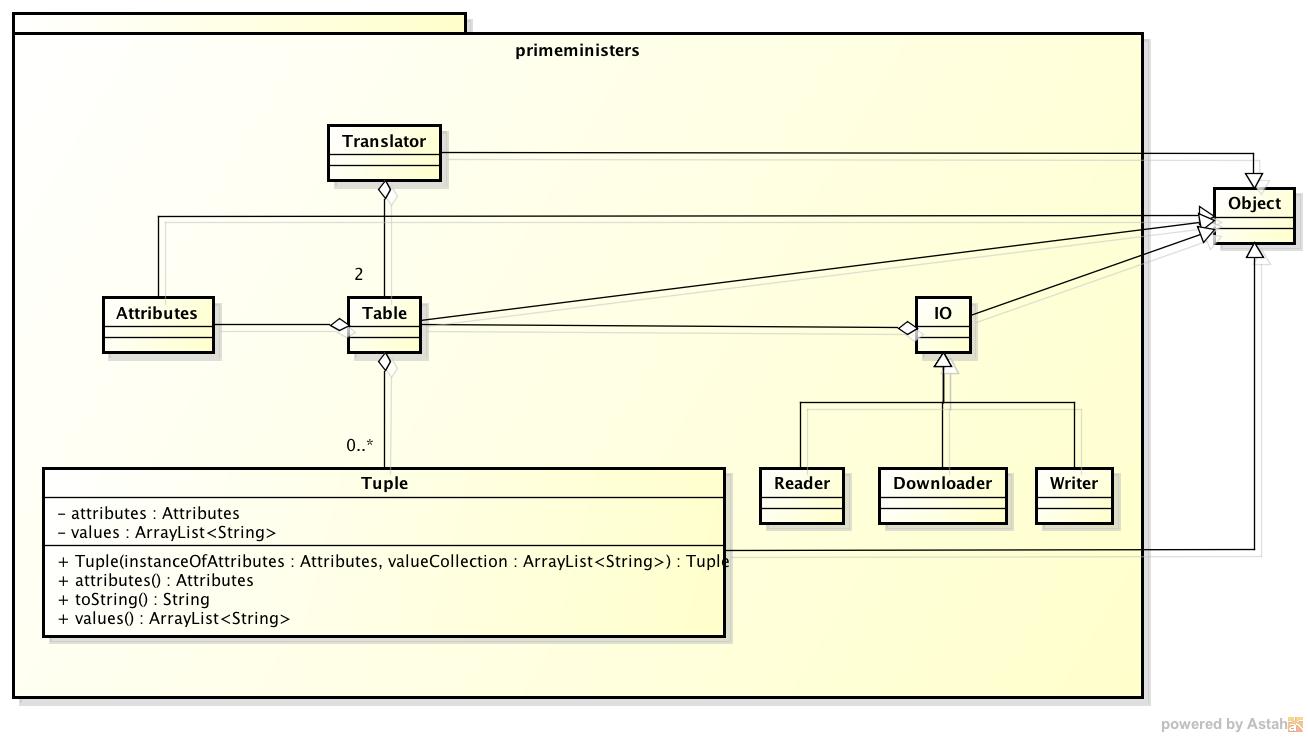 primeministers
Translator
Object
2
Attributes
Table
IO
0..*
Tuple
Reader
Downloader
Writer
– attributes : Attributes
– values : ArrayList<String>
+ Tuple(instanceOfAttributes : Attributes, valueCollection : ArrayList<String>) : Tuple
+ attributes() : Attributes
+ toString() : String
+ values() : ArrayList<String>
powered by Astah